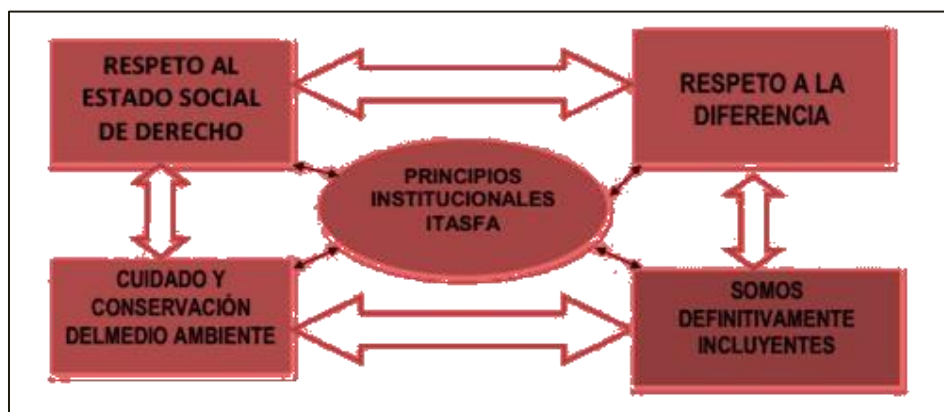 RESPETO AL
ESTADO SOCIAL
DE DERECHO
RESPETO A LA
DIFERENCIA
PRINCIPIOS
INSTITUCIONALES
ITASFA
CUIDADO Y
CONSERVACIÓN
DELMEDIO AMBIENTE
SOMOS
DEFINITIVAMENTE
INCLUYENTES